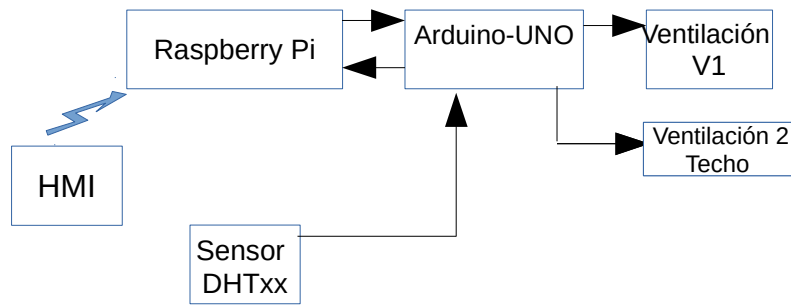 Raspberry Pi
Arduino-UNO
Ventilación
V1
Ventilación 2
Techo
HMI
Sensor
DHTxx